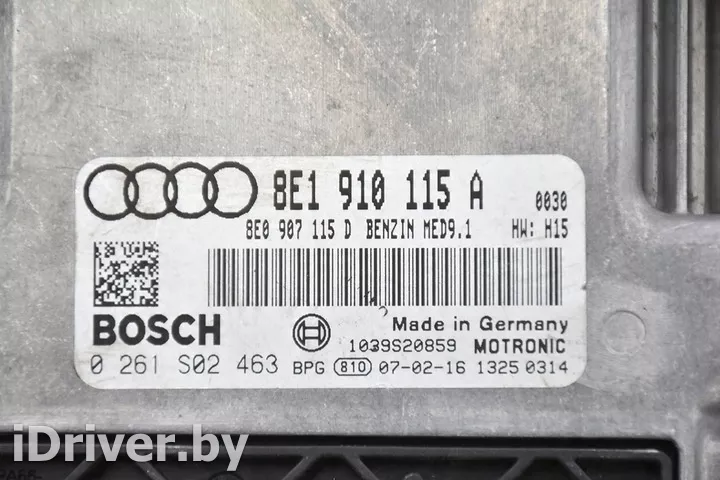 8E1 910 115 A 0030
8E0 907 115 D BENZIN MED9.1 HW: H15
BOSCH
Made in Germany
1039S20859 MOTRONIC
0 261 S02 463 BPG 810 07-02-16 1325 0314
iDriver.by